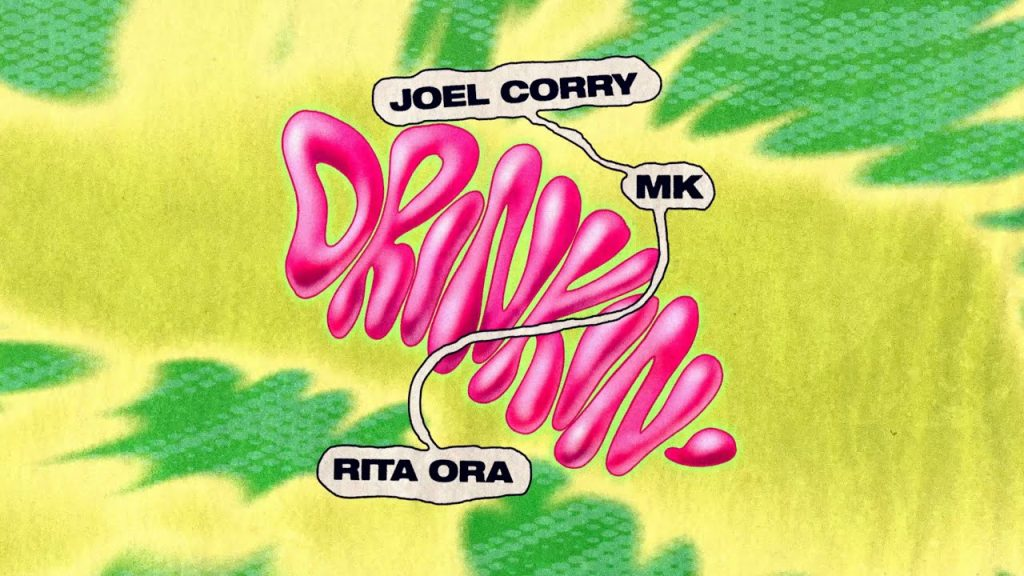 JOEL CORRY
MK
DRINKIN
RITA ORA